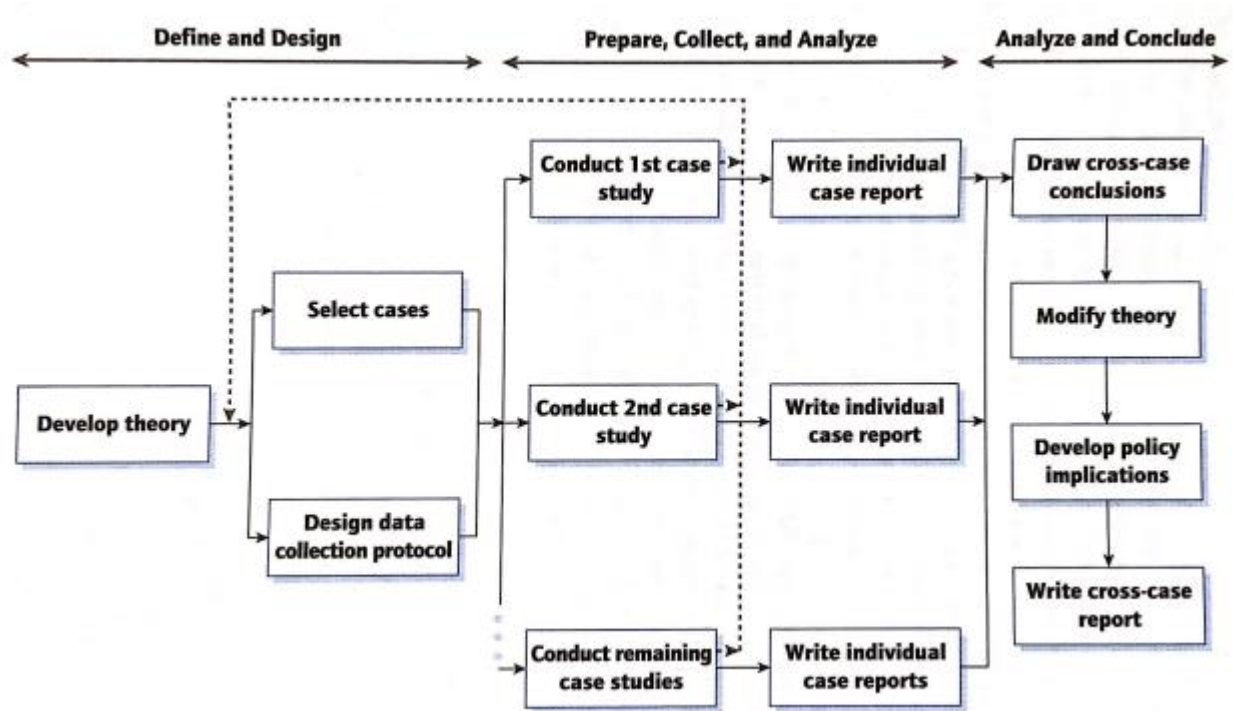 Define and Design
Prepare, Collect, and Analyze
Analyze and Conclude
Conduct 1st case
study
Write individual
case report
Draw cross-case
conclusions
Select cases
Modify theory
Develop theory
Conduct 2nd case
study
Write individual
case report
Develop policy
implications
Design data
collection protocol
Write cross-case
report
Conduct remaining
case studies
Write individual
case reports